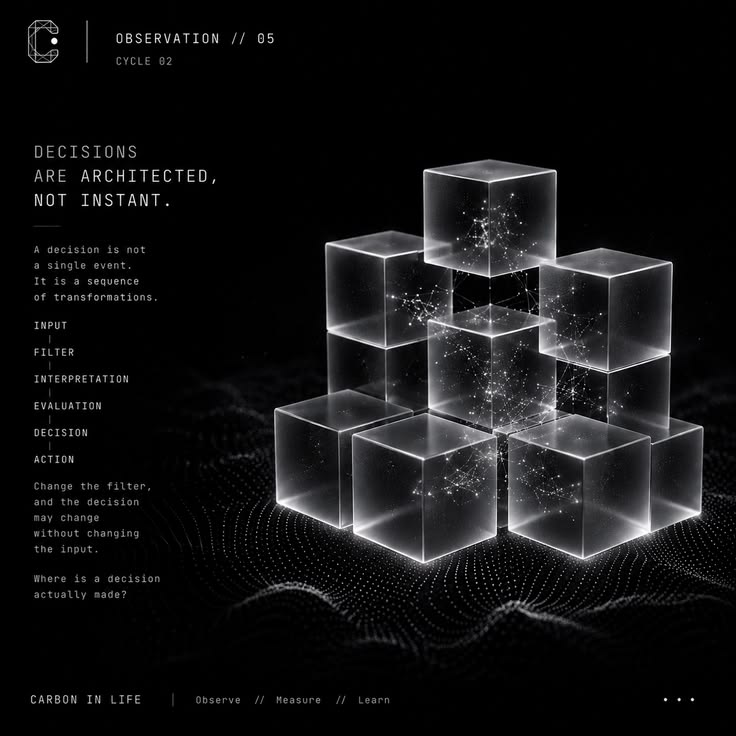 OBSERVATION // 05
CYCLE 02
DECISIONS
ARE ARCHITECTED,
NOT INSTANT.
A decision is not
a single event.
It is a sequence
of transformations.
INPUT
FILTER
INTERPRETATION
EVALUATION
DECISION
ACTION
Change the filter,
and the decision
may change
without changing
the input.
Where is a decision
actually made?
CARBON IN LIFE
Observe // Measure // Learn